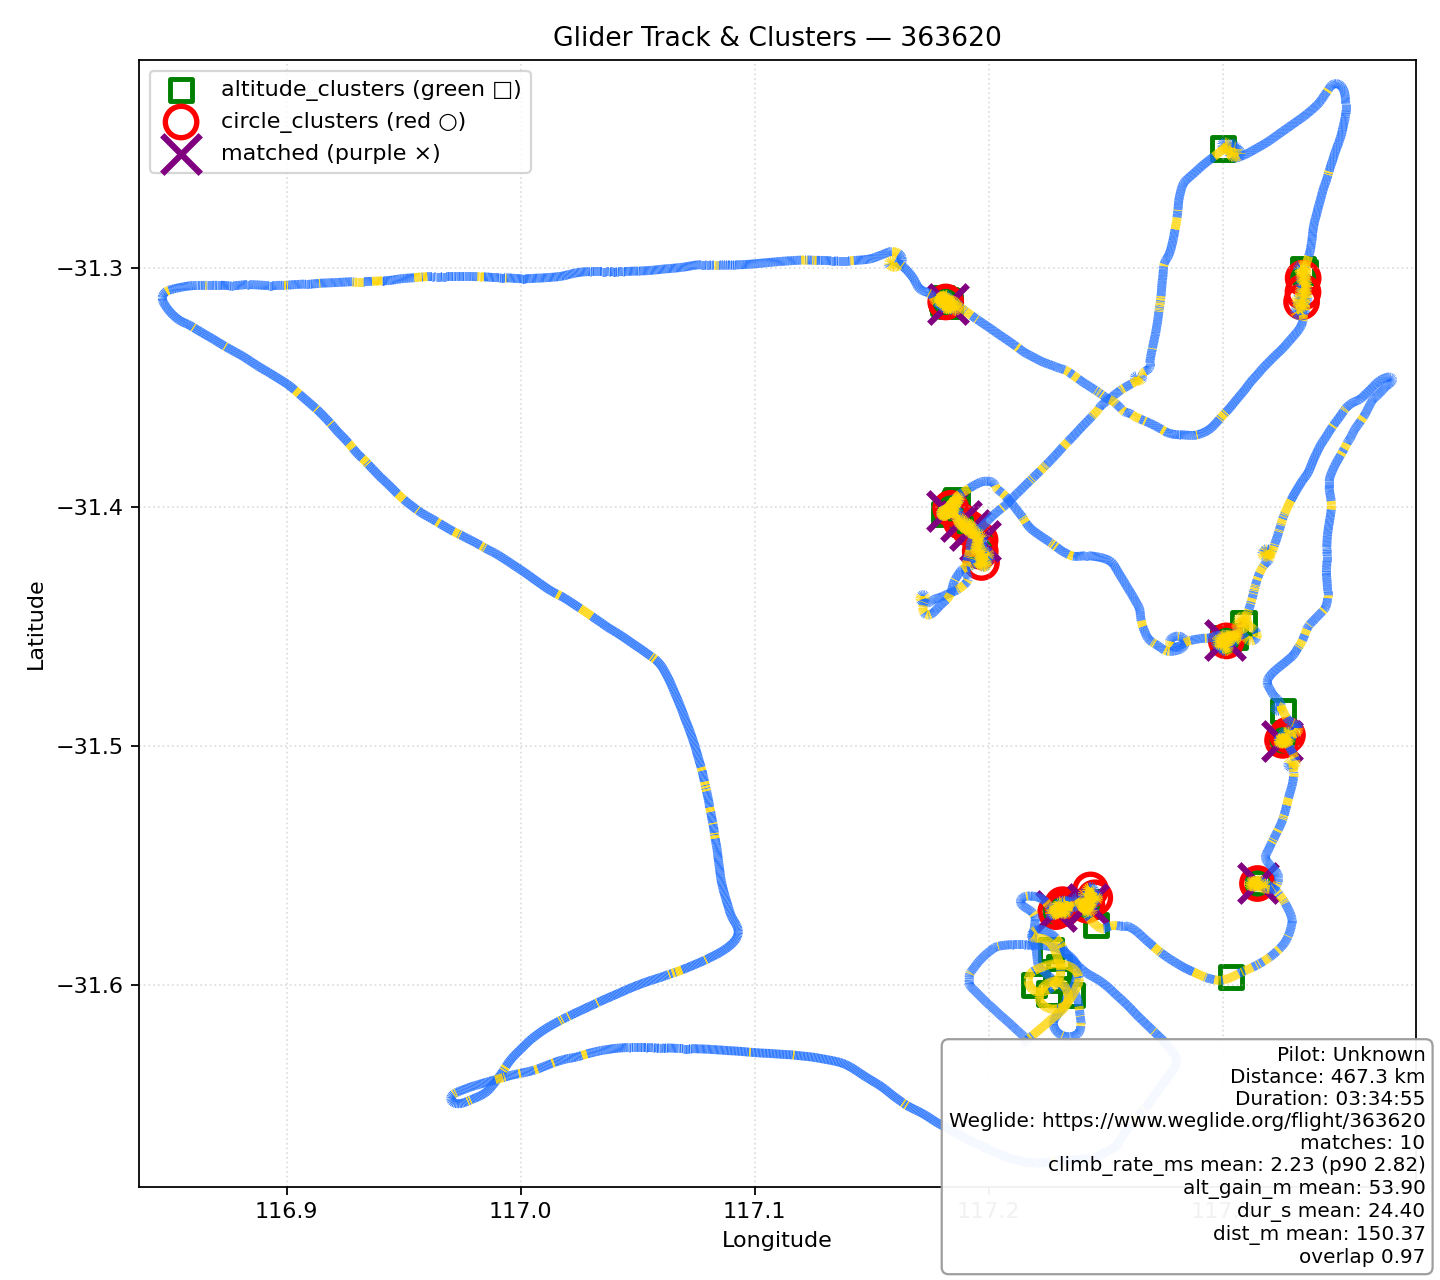 Glider Track & Clusters — 363620
altitude_clusters (green □)
circle_clusters (red ○)
matched (purple ×)
Latitude
−31.3
−31.4
−31.5
−31.6
116.9
117.0
117.1
117.2
117
Longitude
Pilot: Unknown
Distance: 467.3 km
Duration: 03:34:55
Weglide: https://www.weglide.org/flight/363620
matches: 10
climb_rate_ms mean: 2.23 (p90 2.82)
alt_gain_m mean: 53.90
dur_s mean: 24.40
dist_m mean: 150.37
overlap 0.97